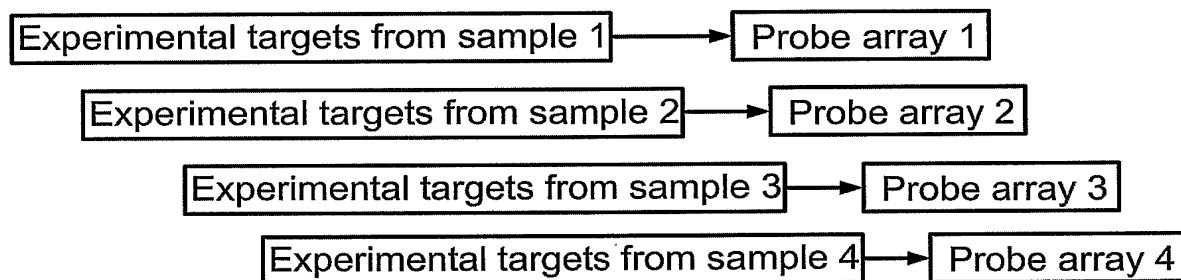 Experimental targets from sample 1 Probe array 1
Experimental targets from sample 2 Probe array 2
Experimental targets from sample 3 Probe array 3
Experimental targets from sample 4 Probe array 4